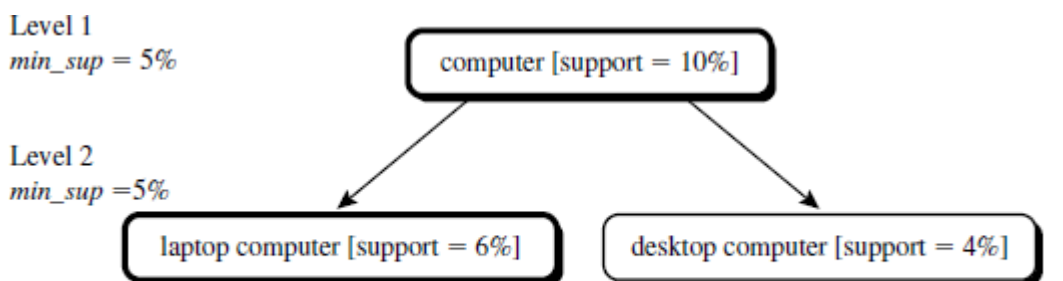 Level 1
min_sup = 5%
computer [support = 10%]
Level 2
min_sup =5%
laptop computer [support = 6%]
desktop computer [support = 4%]